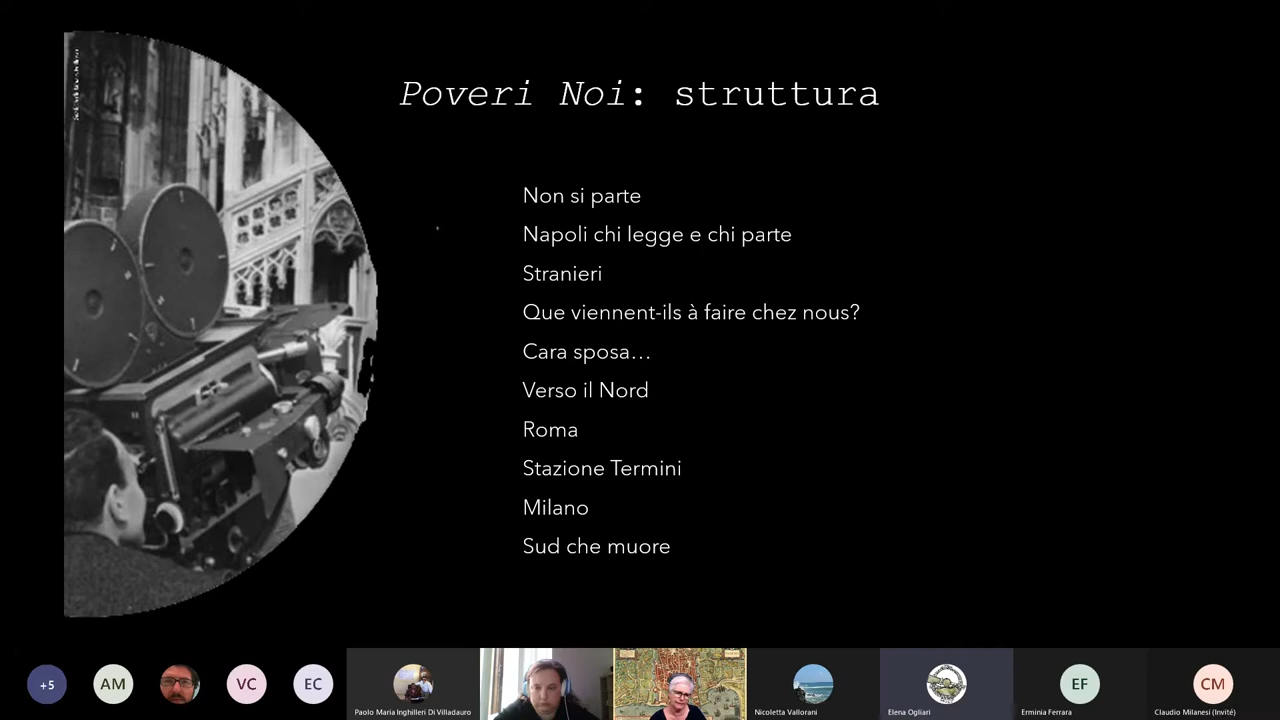 Poveri Noi: struttura
Non si parte
Napoli chi legge e chi parte
Stranieri
Que viennent-ils à faire chez nous?
Cara sposa...
Verso il Nord
Roma
Stazione Termini
Milano
Sud che muore
+5
AM
VC
EC
Paolo Maria Inghilleri Di Villadauro
Nicoletta Vallorani
Elena Ogliari
EF
Erminia Ferrara
CM
Claudio Milanesi (Invité)